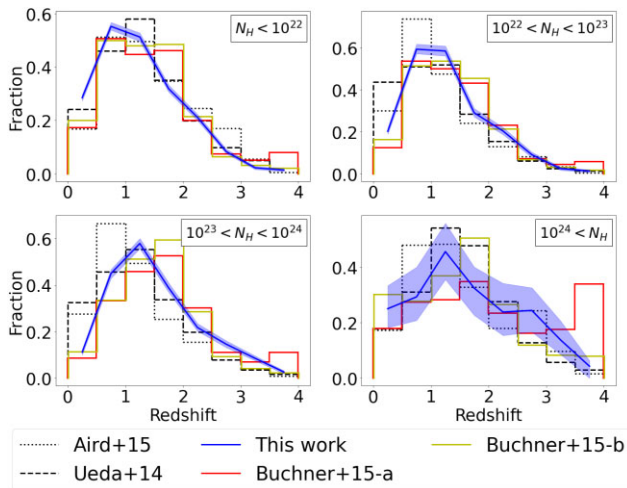 0.6
0.4
0.2
0.0
Fraction
0 1 2 3 4
N_H < 10^22
0.6
0.4
0.2
0.0
0 1 2 3 4
10^22 < N_H < 10^23
0.6
0.4
0.2
0.0
Fraction
0 1 2 3 4
Redshift
10^23 < N_H < 10^24
0.4
0.2
0.0
0 1 2 3 4
Redshift
10^24 < N_H
Aird+15 This work Buchner+15-b
Ueda+14 Buchner+15-a